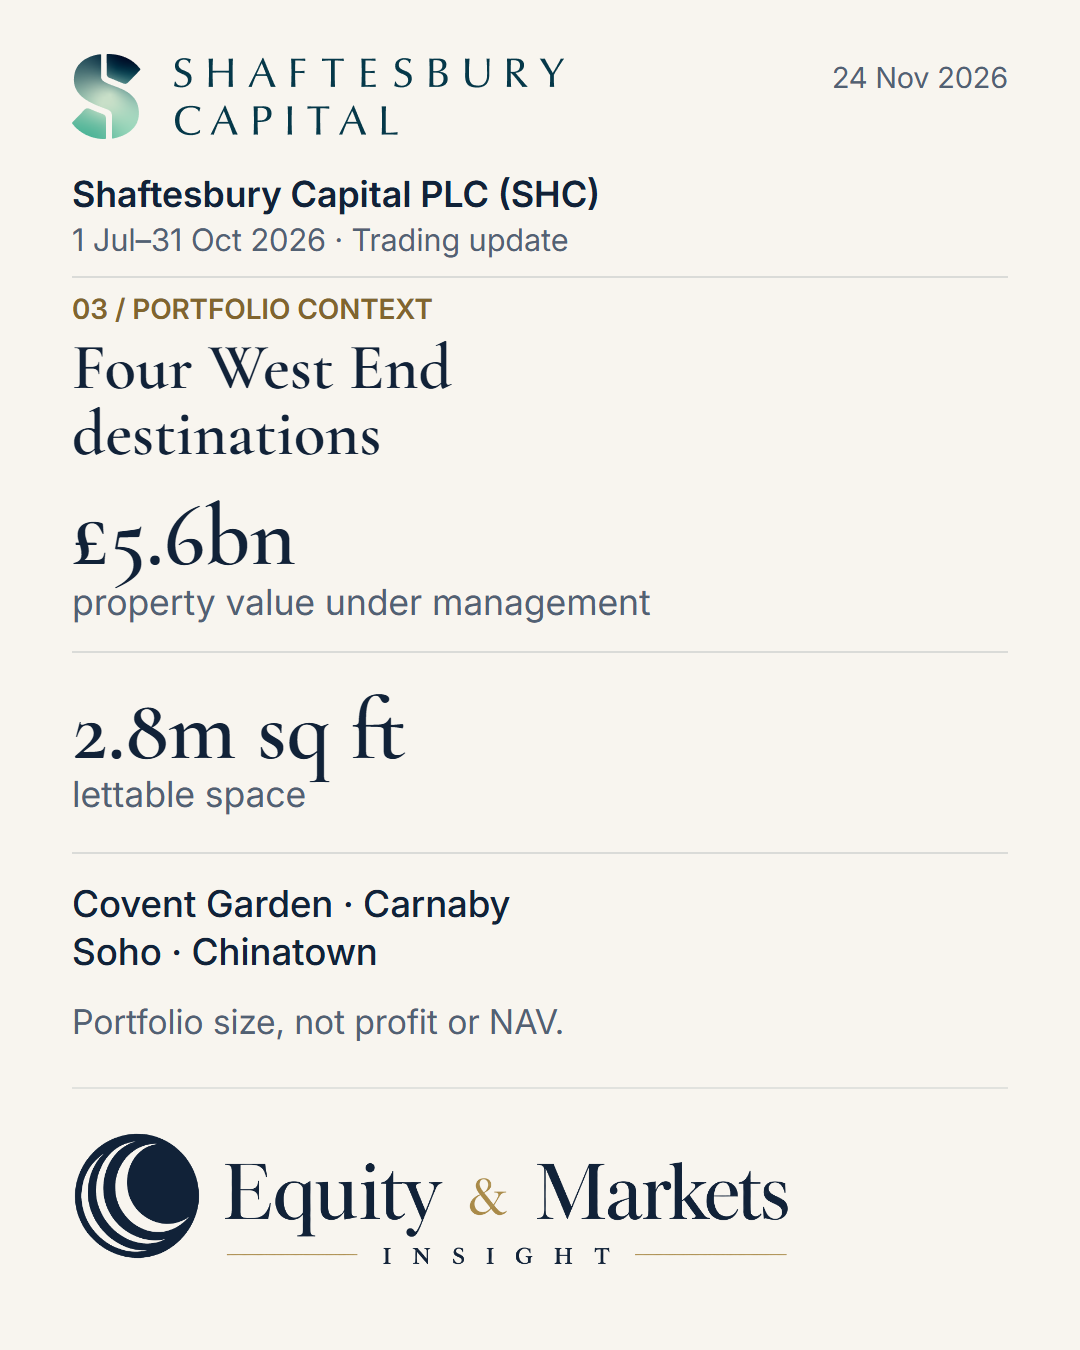 SHAFTESBURY
CAPITAL
24 Nov 2026
Shaftesbury Capital PLC (SHC)
1 Jul–31 Oct 2026 · Trading update
03 / PORTFOLIO CONTEXT
Four West End
destinations
£5.6bn
property value under management
2.8m sq ft
lettable space
Covent Garden · Carnaby
Soho · Chinatown
Portfolio size, not profit or NAV.
Equity & Markets
INSIGHT